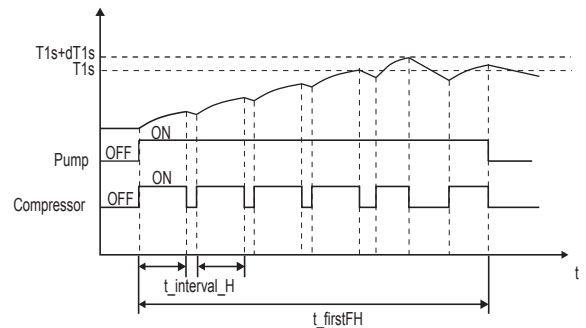 T1s+dT1s
T1s
ON
OFF
Pump
ON
OFF
Compressor
t
t_interval_H
t_firstFH